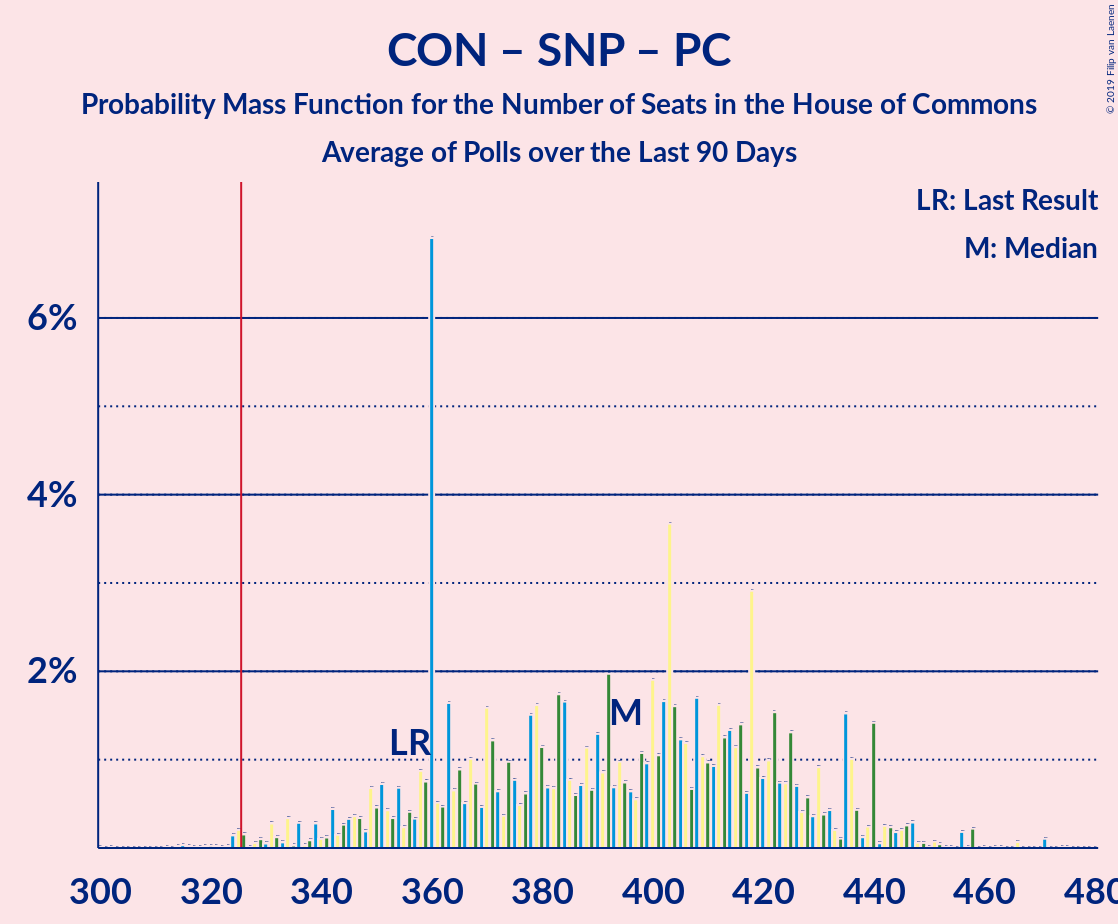 CON – SNP – PC
Probability Mass Function for the Number of Seats in the House of Commons
Average of Polls over the Last 90 Days
© 2019 Filip van Laenen
LR: Last Result
M: Median
6%
4%
2%
LR
M
300 320 340 360 380 400 420 440 460 480